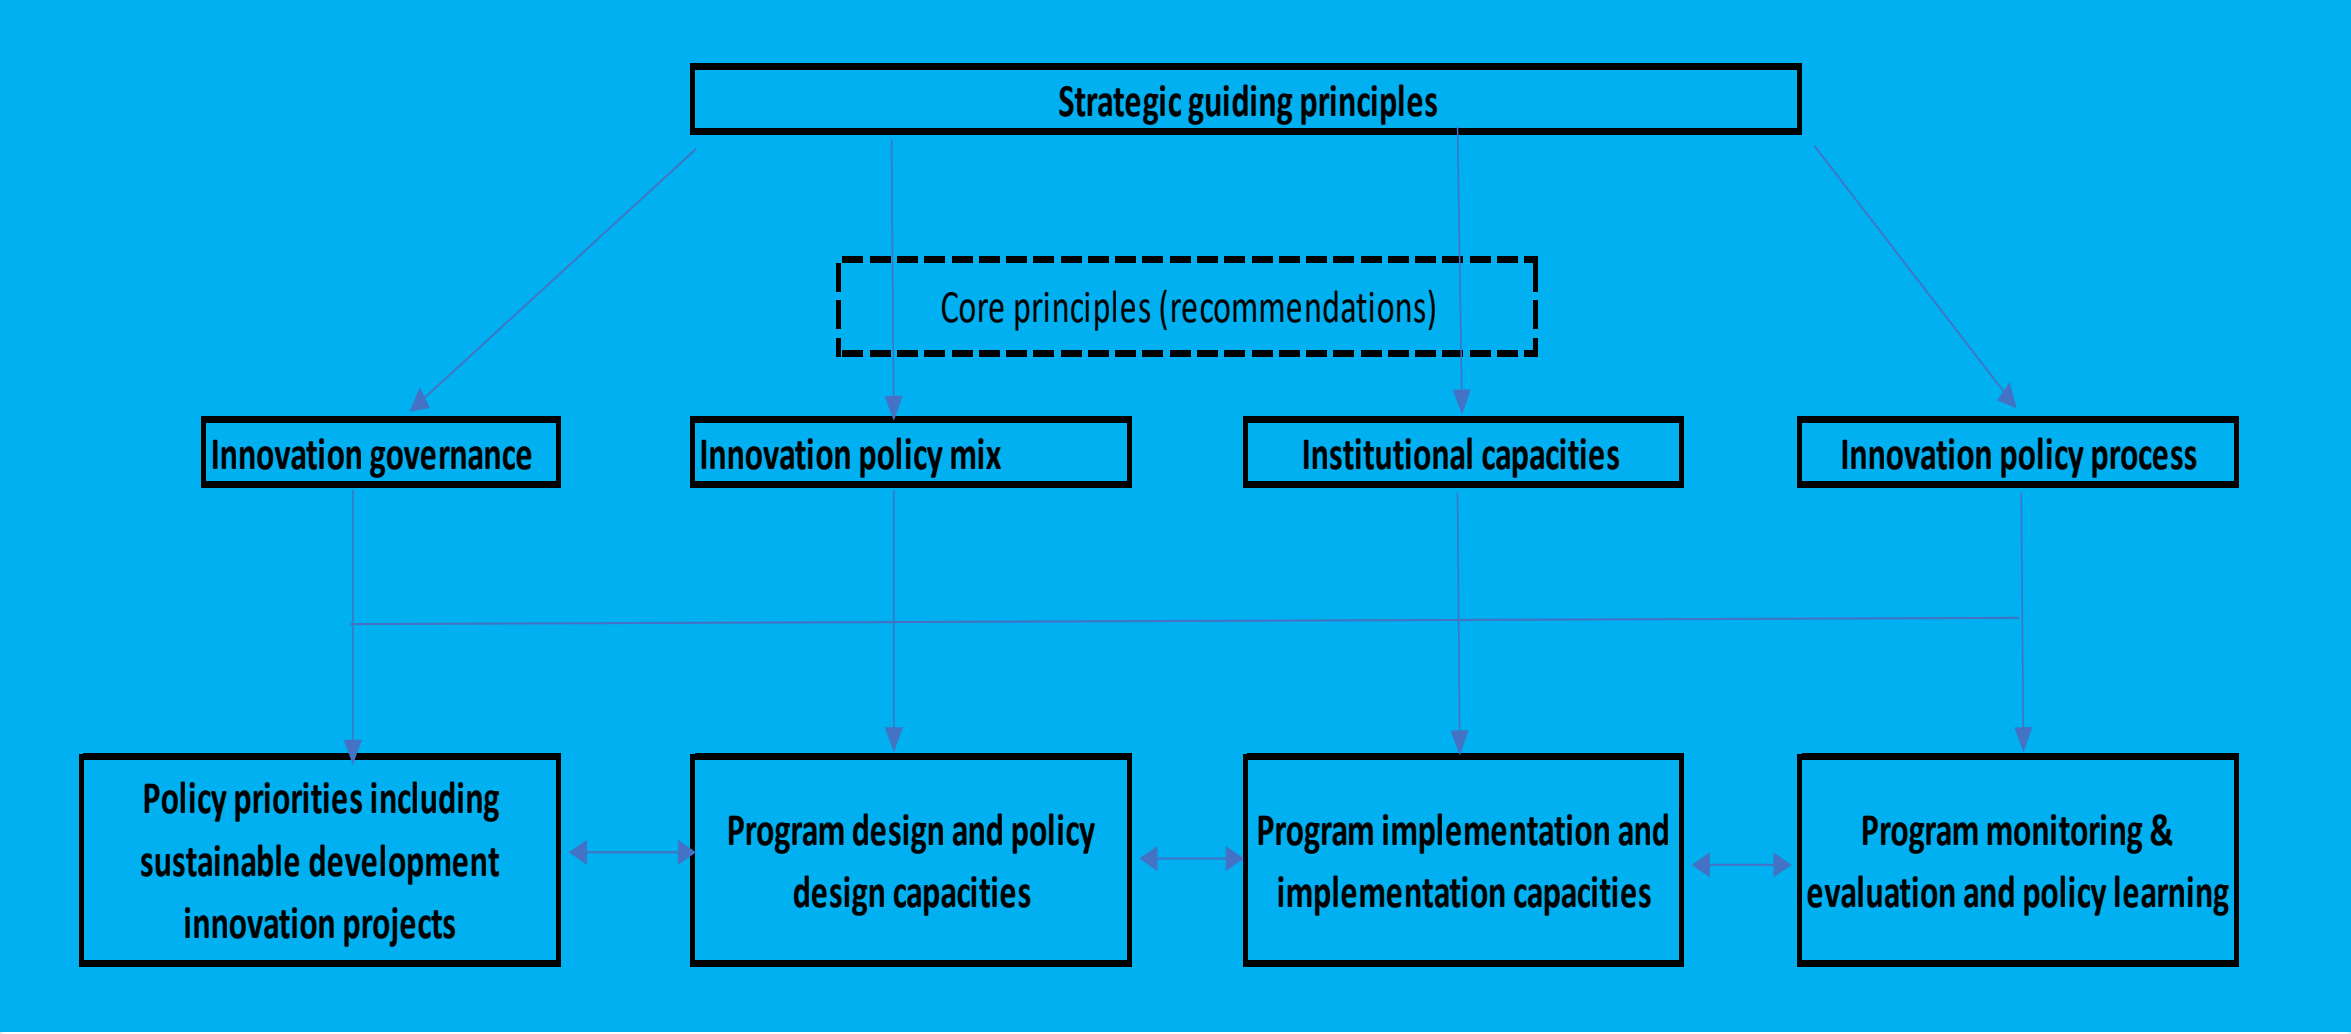 Strategic guiding principles
Core principles (recommendations)
Innovation governance
Innovation policy mix
Institutional capacities
Innovation policy process
Policy priorities including
sustainable development
innovation projects
Program design and policy
design capacities
Program implementation and
implementation capacities
Program monitoring &
evaluation and policy learning